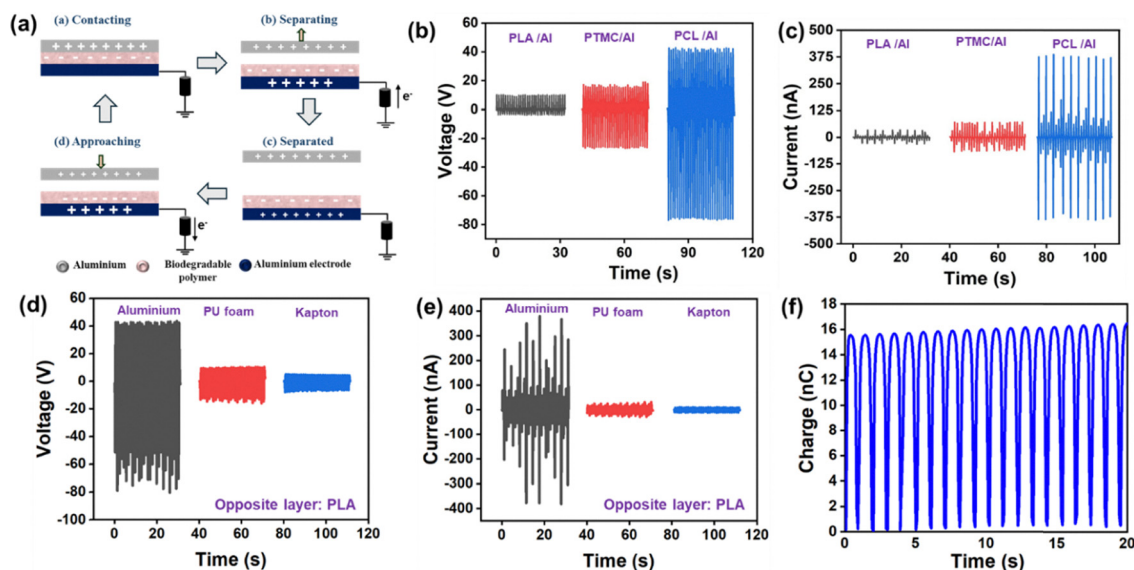 (a)
(a) Contacting
(b) Separating
e-
(d) Approaching
(c) Separated
e-
Aluminium
Biodegradable
polymer
Aluminium electrode
(b)
PLA /Al
PTMC/Al
PCL /Al
Voltage (V)
60
40
20
0
-20
-40
-60
-80
0
30
60
90
120
Time (s)
(c)
PLA /Al
PTMC/Al
PCL /Al
Current (nA)
500
375
250
125
0
-125
-250
-375
-500
0
20
40
60
80
100
Time (s)
(d)
Aluminium
PU foam
Kapton
Voltage (V)
60
40
20
0
-20
-40
-60
-80
-100
0
20
40
60
80
100
120
Opposite layer: PLA
Time (s)
(e)
Aluminium
PU foam
Kapton
Current (nA)
400
300
200
100
0
-100
-200
-300
-400
0
20
40
60
80
100
120
Opposite layer: PLA
Time (s)
(f)
Charge (nC)
18
16
14
12
10
8
6
4
2
0
0
5
10
15
20
Time (s)